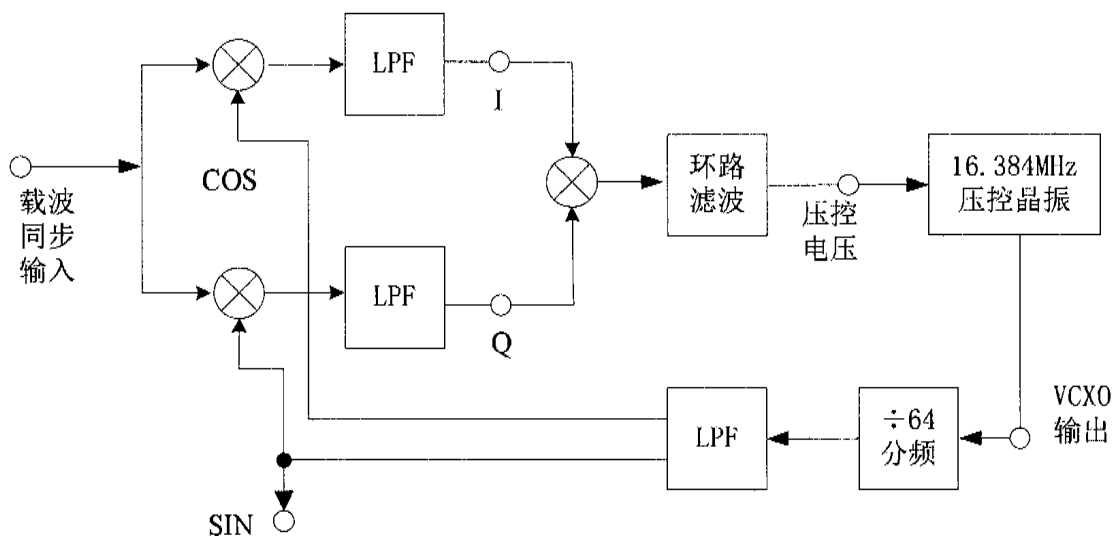 LPF
I
COS
载波
同步
输入
环路
滤波
压控
电压
16.384MHz
压控晶振
LPF
Q
LPF
÷64
分频
VCXO
输出
SIN